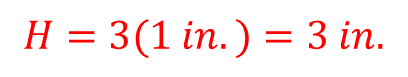 H = 3(1 in.) = 3 in.